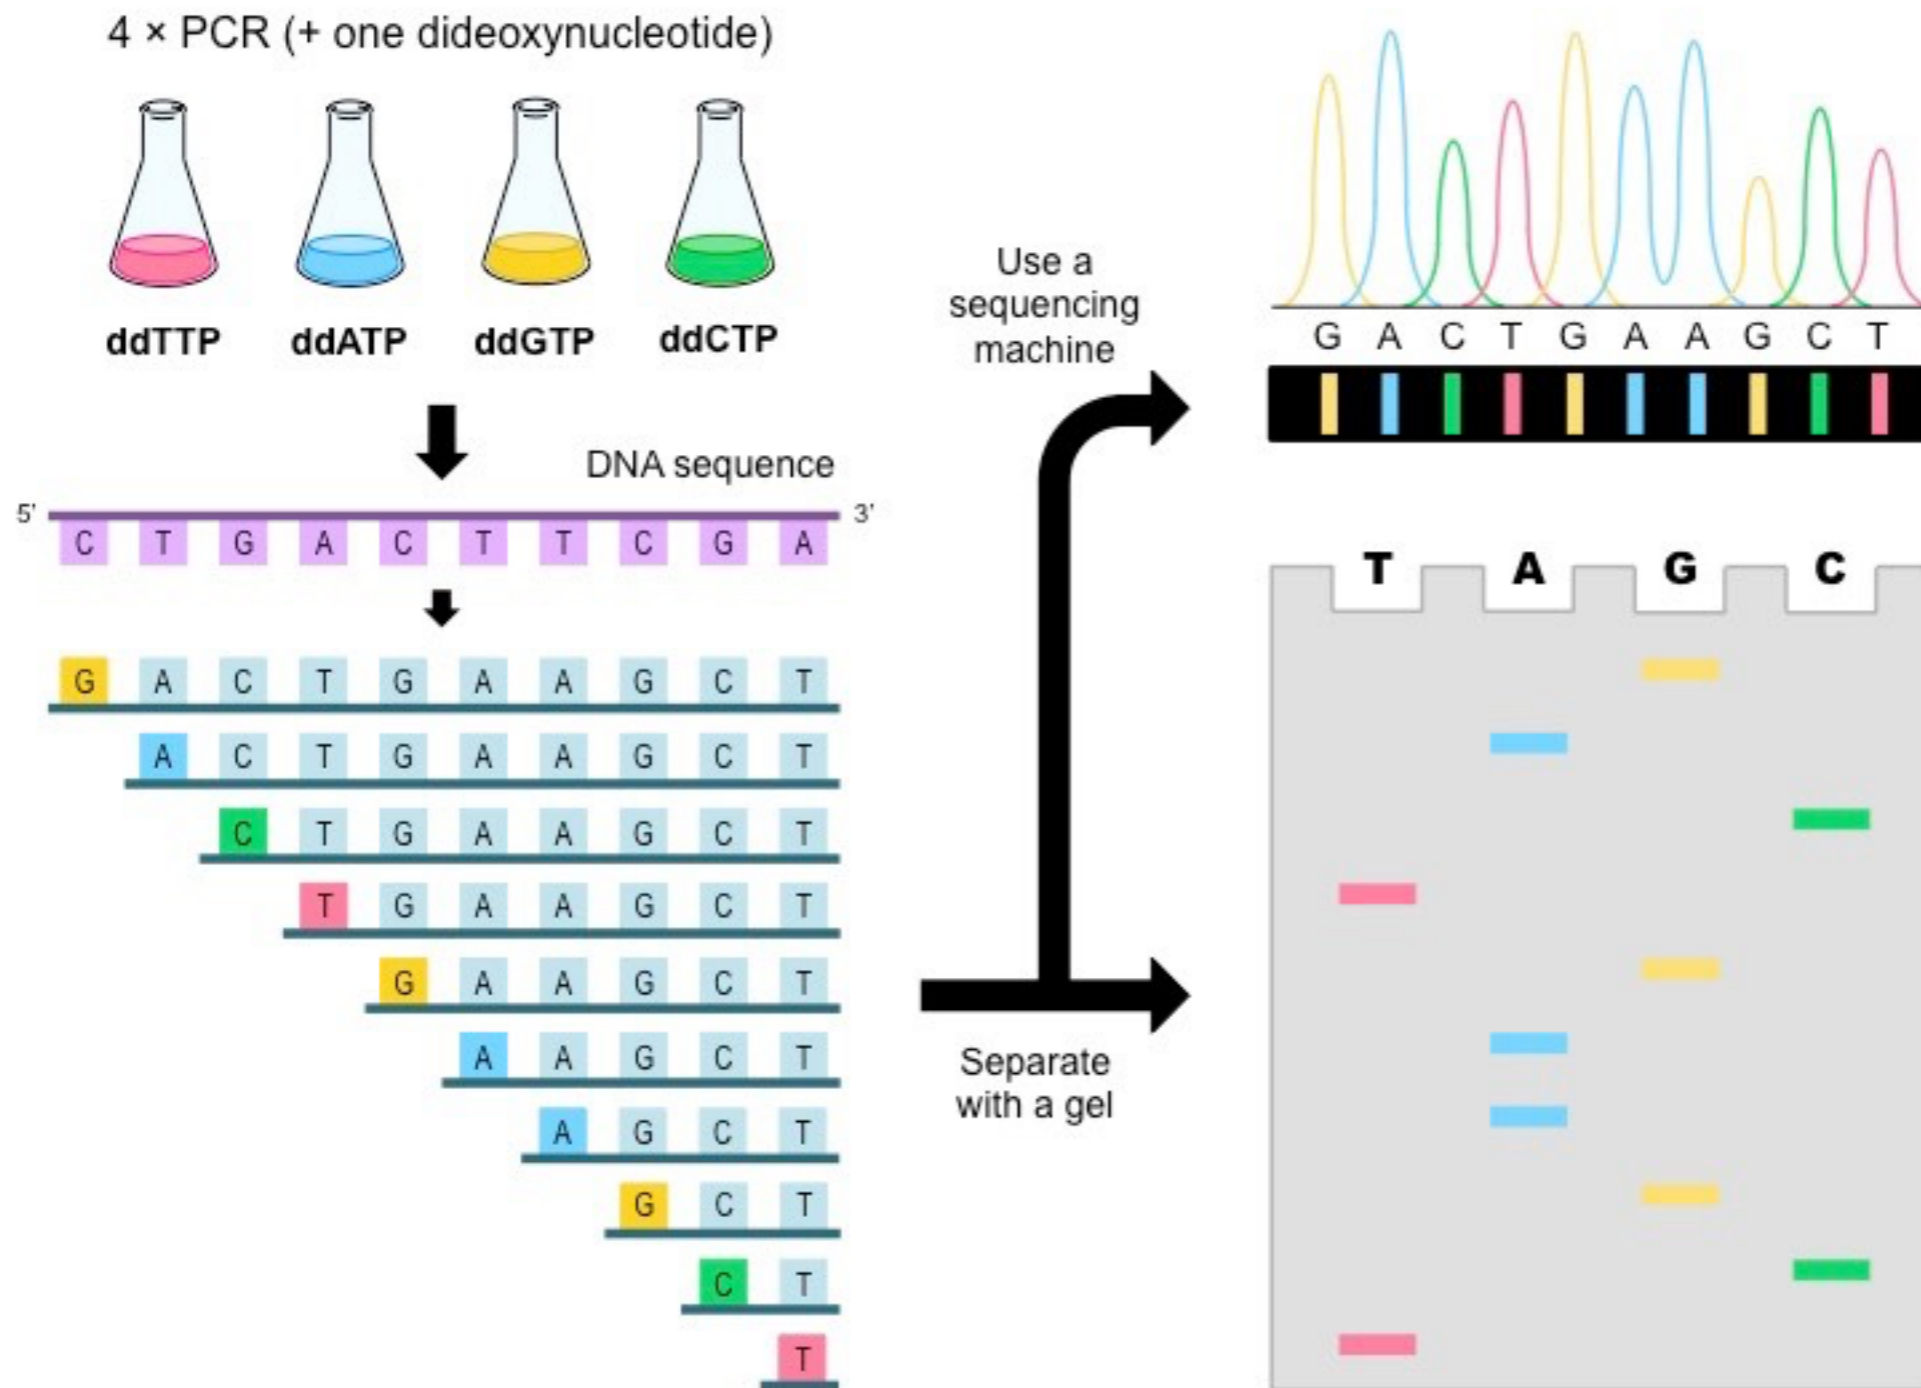 4 × PCR (+ one dideoxynucleotide)
ddTTP ddATP ddGTP ddCTP
DNA sequence
5' 3'
C T G A C T T C G A
G A C T G A A G C T
A C T G A A G C T
C T G A A G C T
T G A A G C T
G A A G C T
A A G C T
A G C T
G C T
C T
T
Use a
sequencing
machine
Separate
with a gel
G A C T G A A G C T
T A G C